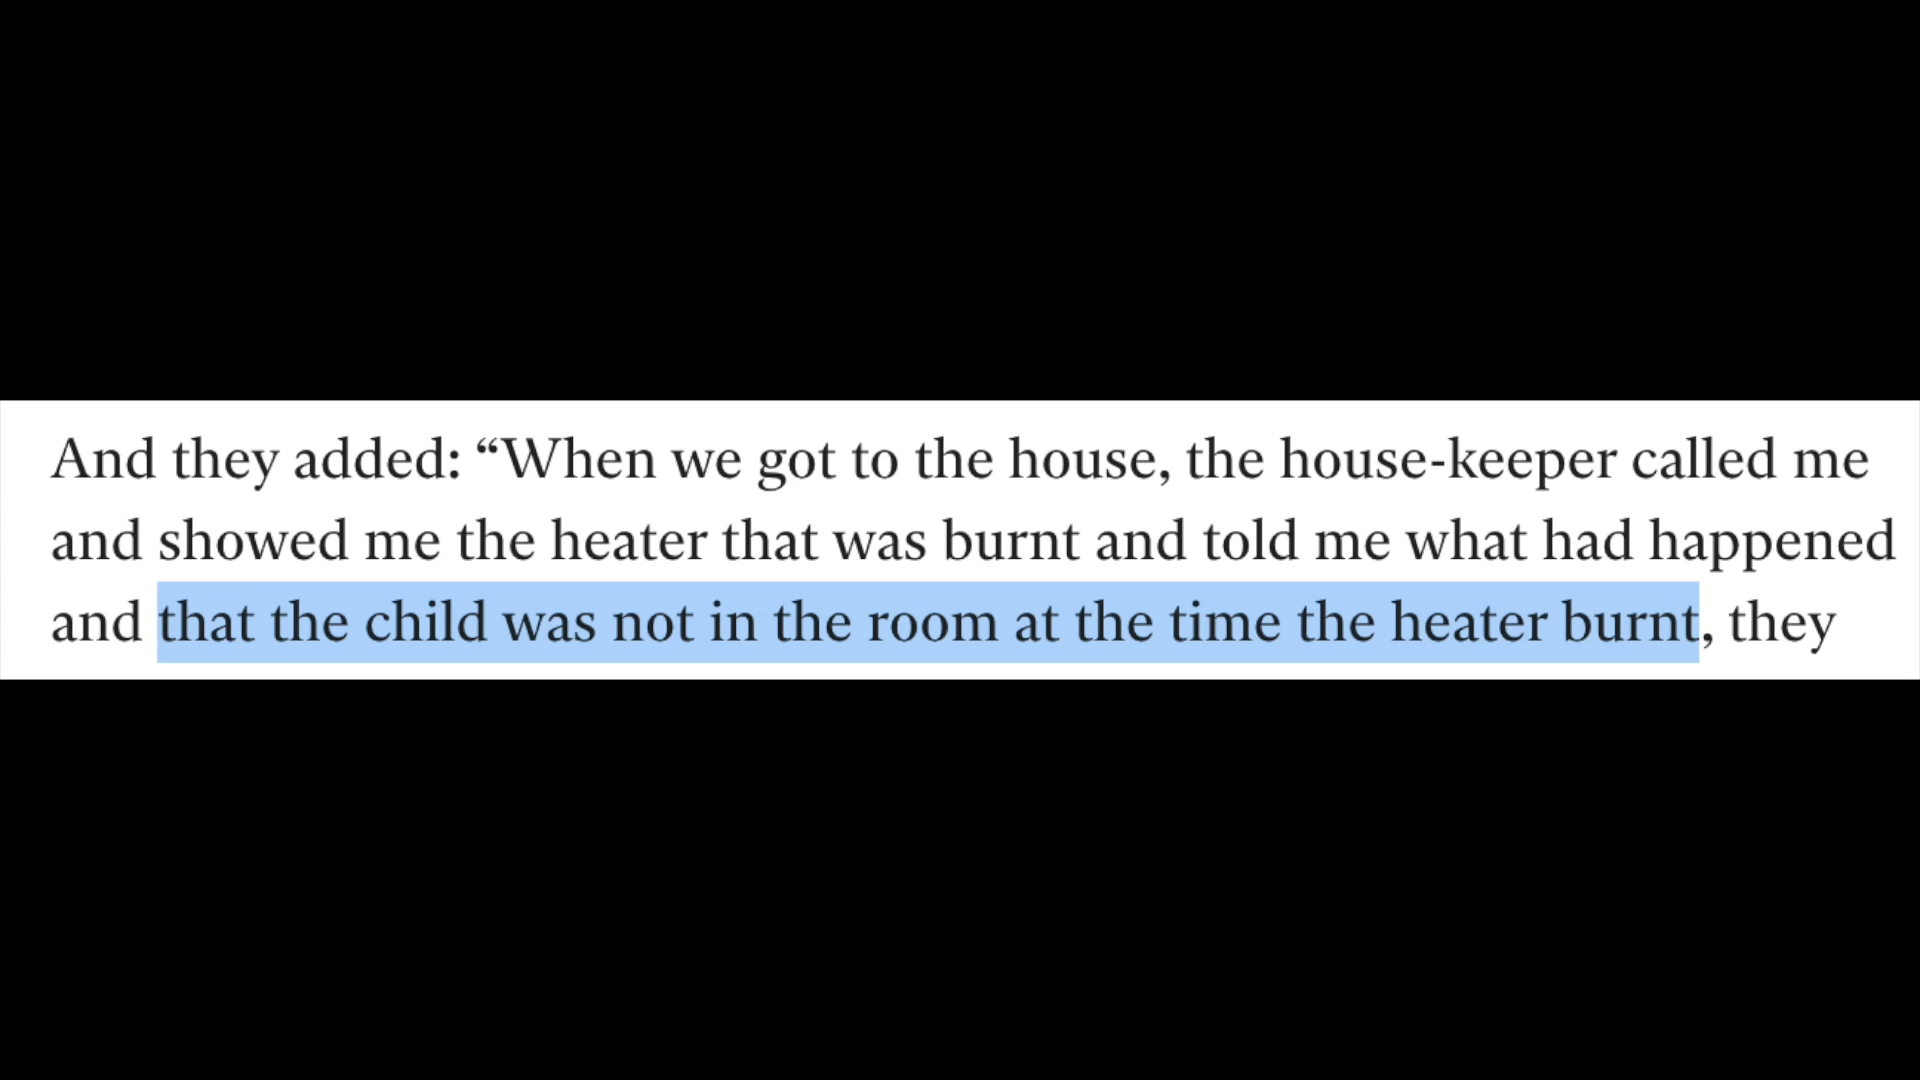 And they added: “When we got to the house, the house-keeper called me
and showed me the heater that was burnt and told me what had happened
and that the child was not in the room at the time the heater burnt, they